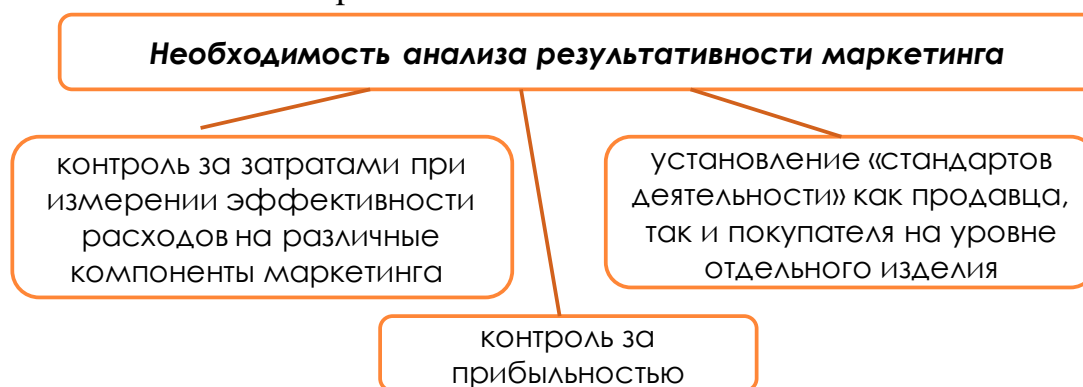 Необходимость анализа результативности маркетинга
контроль за затратами при
измерении эффективности
расходов на различные
компоненты маркетинга
установление «стандартов
деятельности» как продавца,
так и покупателя на уровне
отдельного изделия
контроль за
прибыльностью